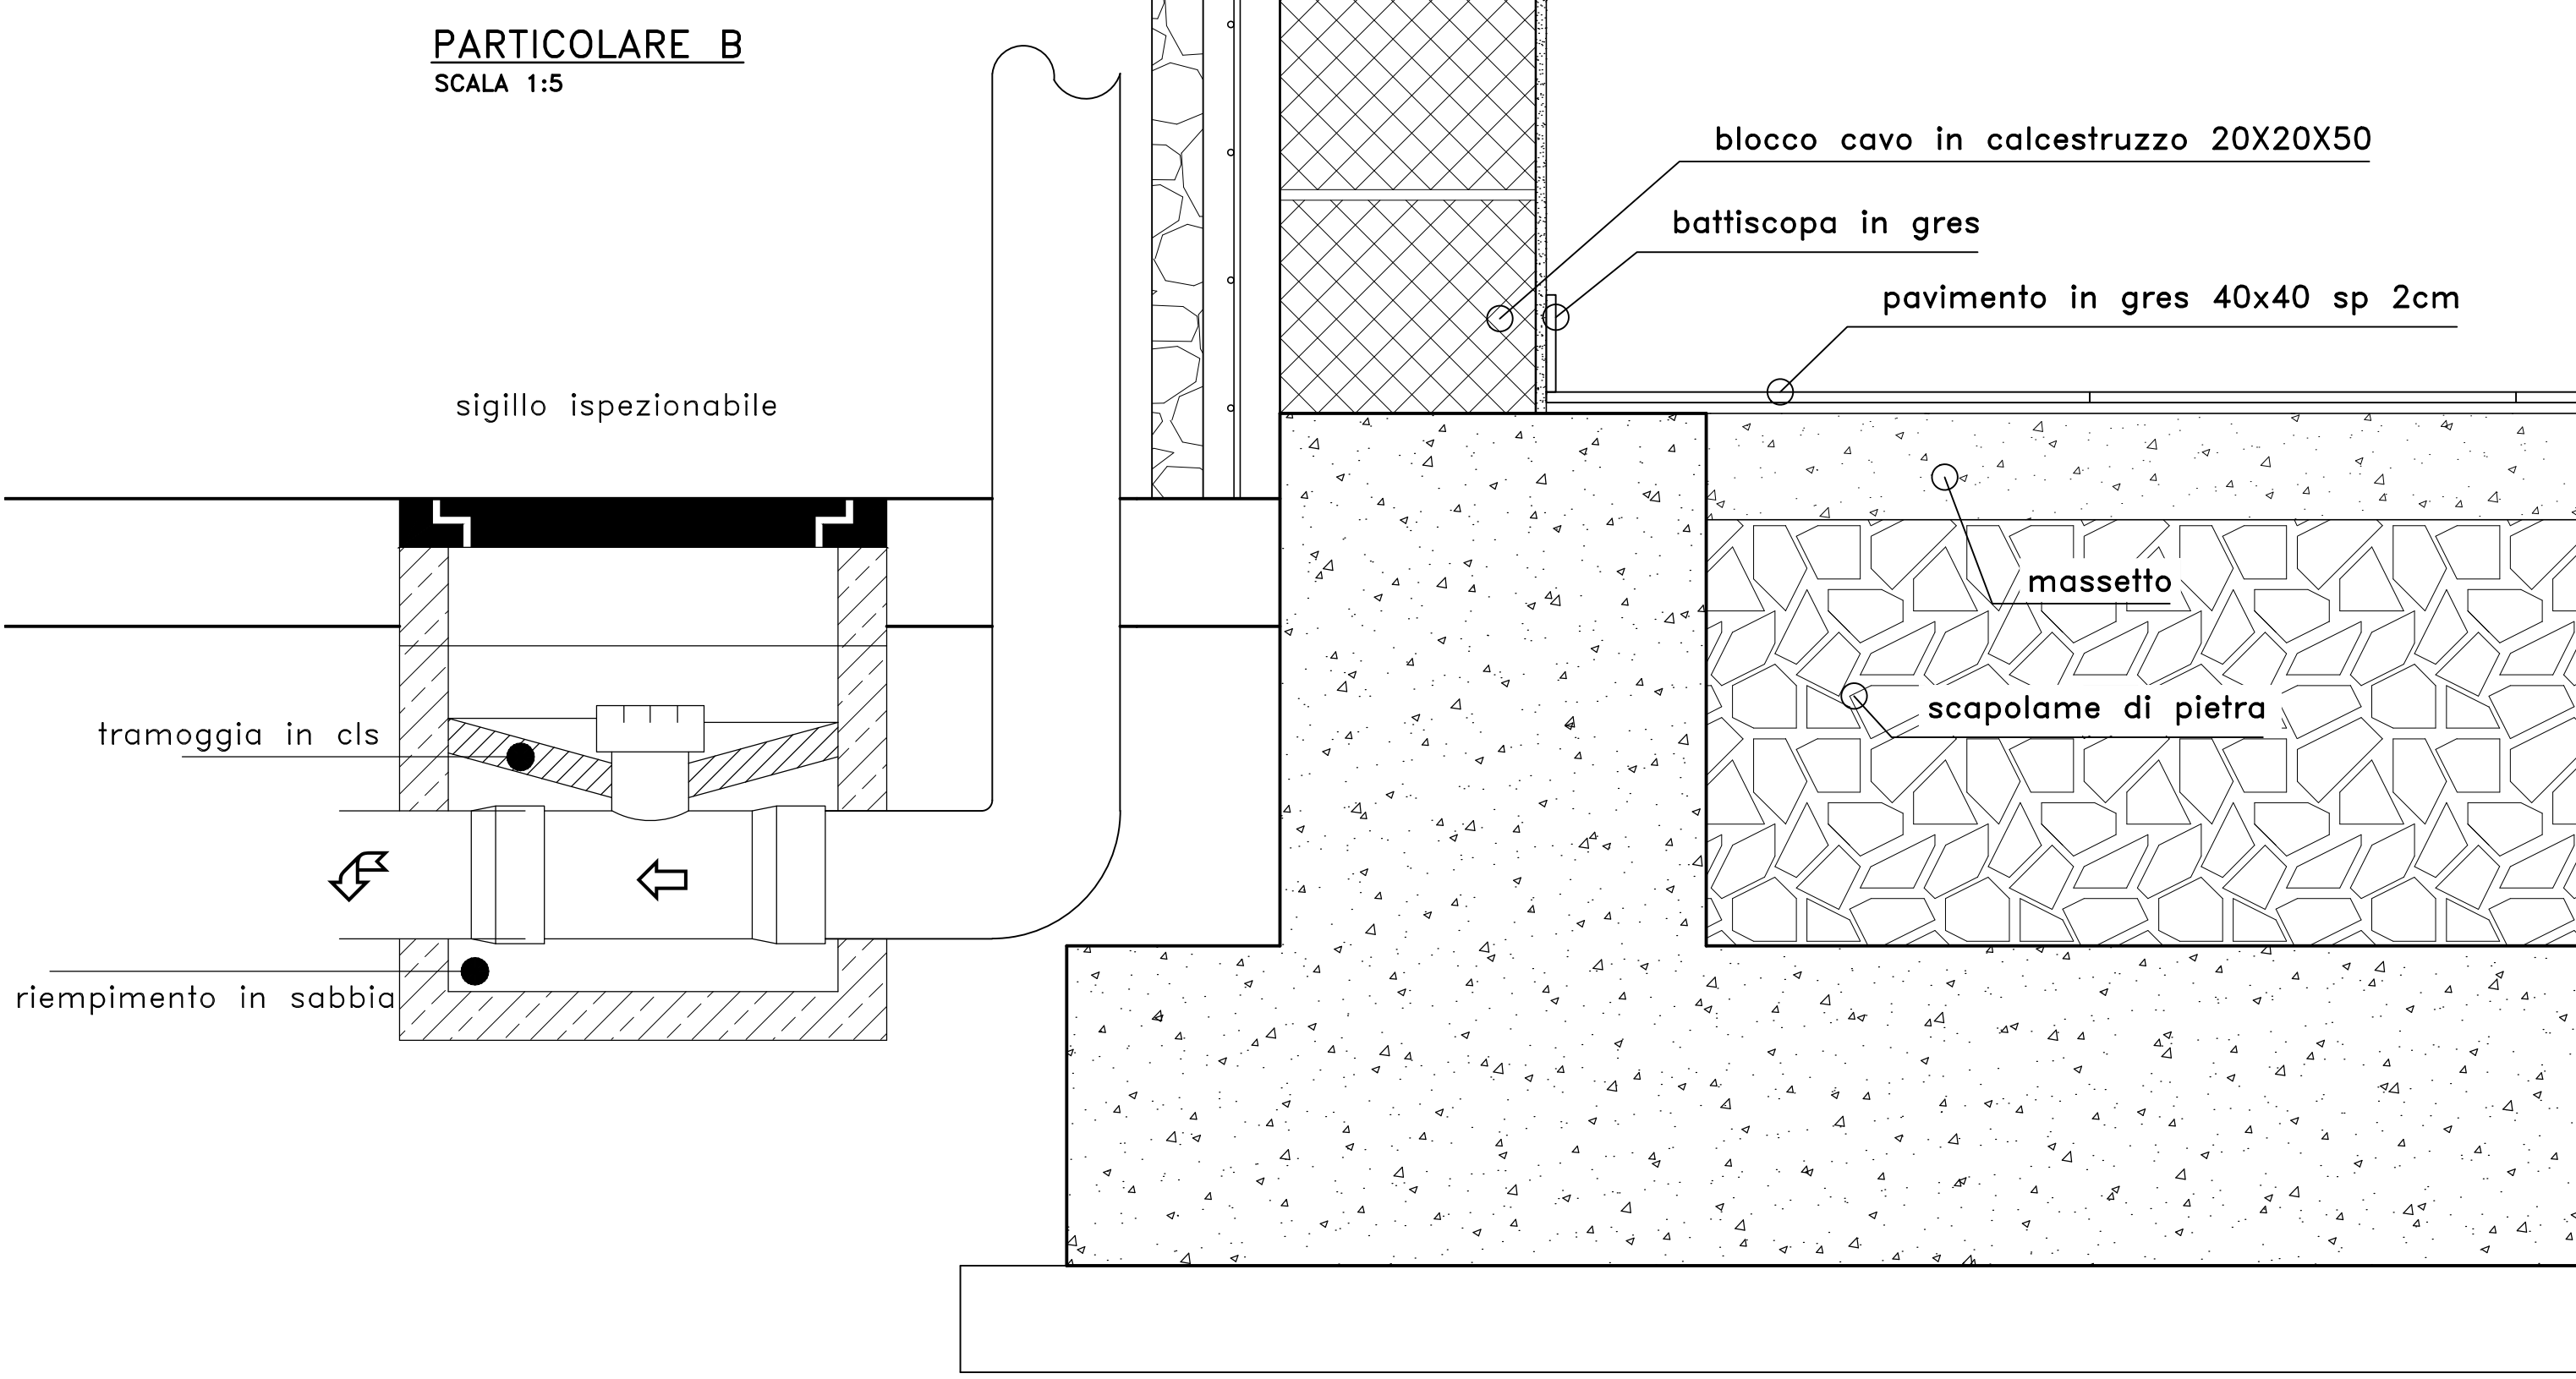 PARTICOLARE B
SCALA 1:5
blocco cavo in calcestruzzo 20X20X50
battiscopa in gres
pavimento in gres 40x40 sp 2cm
sigillo ispezionabile
massetto
scapolame di pietra
tramoggia in cls
riempimento in sabbia